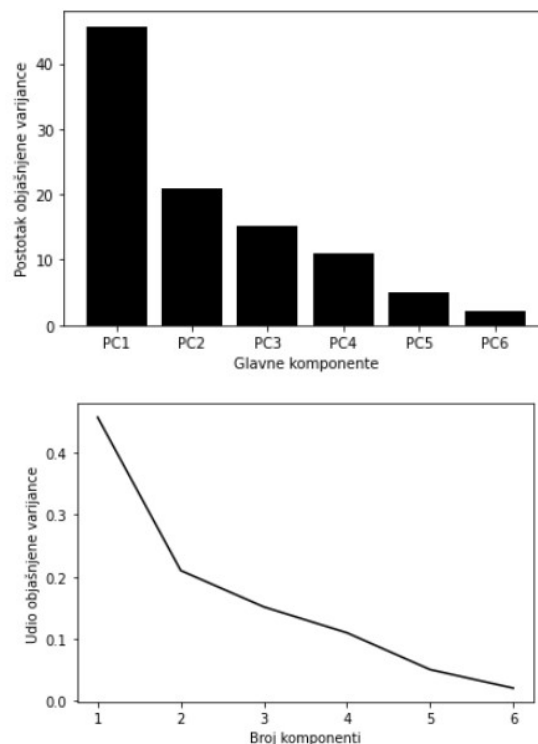 Postotak objašnjene varijance
40
30
20
10
0
PC1 PC2 PC3 PC4 PC5 PC6
Glavne komponente
Udio objašnjene varijance
0.4
0.3
0.2
0.1
0.0
1 2 3 4 5 6
Broj komponenti